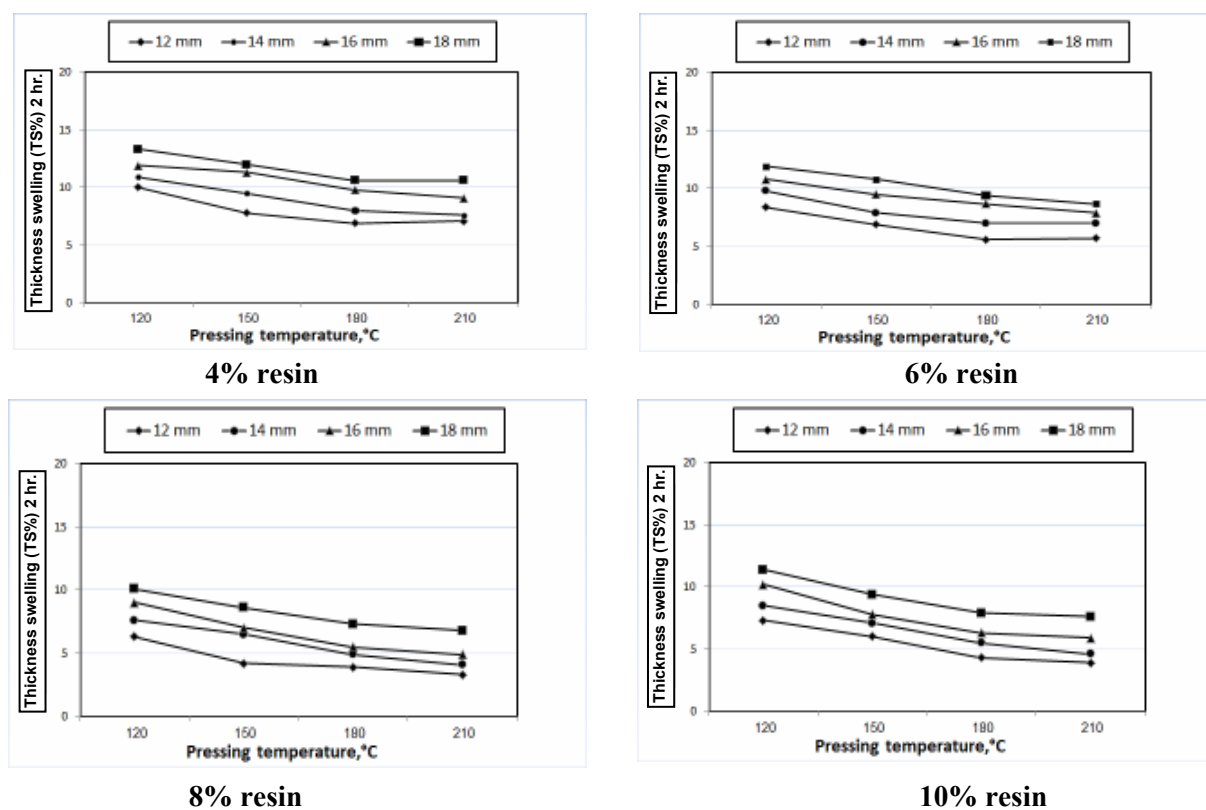 12 mm 14 mm 16 mm 18 mm
Thickness swelling (TS%) 2 hr.
20
15
10
5
0
120 150 180 210
Pressing temperature,°C
4% resin
12 mm 14 mm 16 mm 18 mm
Thickness swelling (TS%) 2 hr.
20
15
10
5
0
120 150 180 210
Pressing temperature,°C
6% resin
12 mm 14 mm 16 mm 18 mm
Thickness swelling (TS%) 2 hr.
20
15
10
5
0
120 150 180 210
Pressing temperature,°C
8% resin
12 mm 14 mm 16 mm 18 mm
Thickness swelling (TS%) 2 hr.
20
15
10
5
0
120 150 180 210
Pressing temperature,°C
10% resin